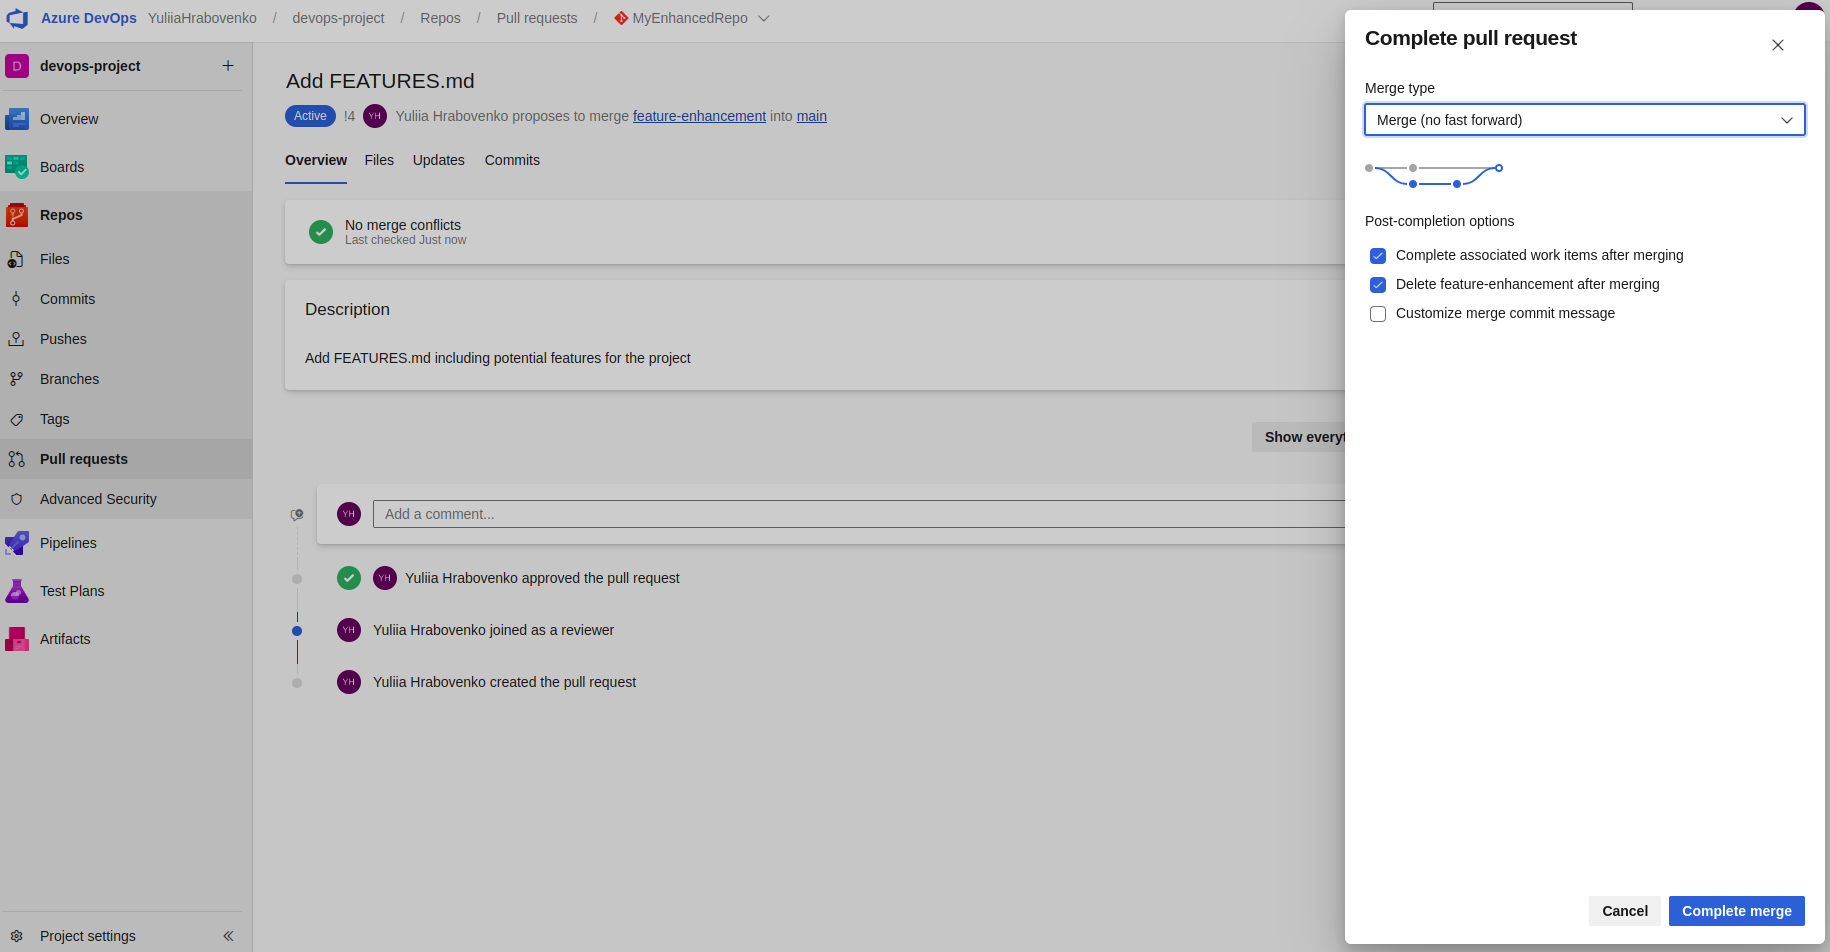 Azure DevOps YuliiaHrabovenko / devops-project / Repos / Pull requests / MyEnhancedRepo
D devops-project
Overview
Boards
Repos
Files
Commits
Pushes
Branches
Tags
Pull requests
Advanced Security
Pipelines
Test Plans
Artifacts
Project settings
Add FEATURES.md
Active !4 YH Yuliia Hrabovenko proposes to merge feature-enhancement into main
Overview Files Updates Commits
No merge conflicts
Last checked Just now
Description
Add FEATURES.md including potential features for the project
Show everyt
YH Add a comment...
YH Yuliia Hrabovenko approved the pull request
YH Yuliia Hrabovenko joined as a reviewer
YH Yuliia Hrabovenko created the pull request
Complete pull request
Merge type
Merge (no fast forward)
Post-completion options
Complete associated work items after merging
Delete feature-enhancement after merging
Customize merge commit message
Cancel Complete merge